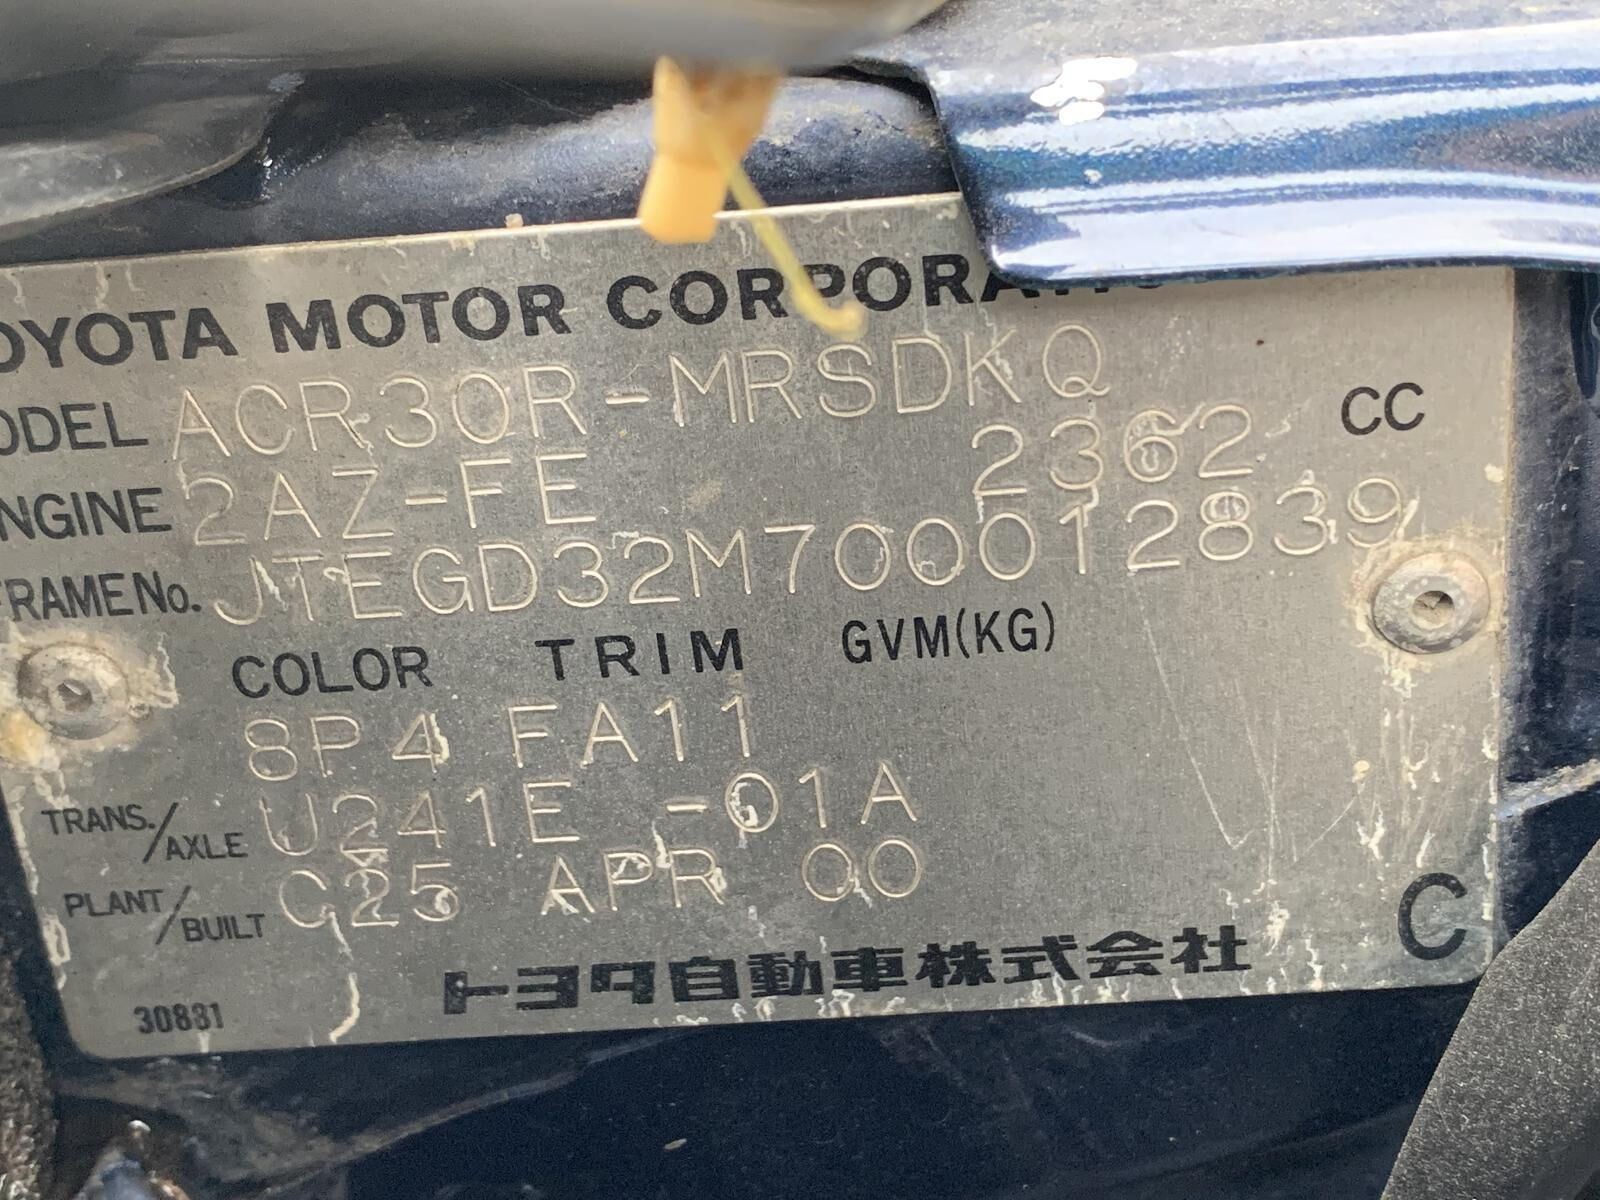 TOYOTA MOTOR CORPORATIO
MODEL ACR30R-MRSDKQ
ENGINE 2AZ-FE 2362 CC
FRAME No. JTEGD32M700012839
COLOR TRIM GVM(KG)
8P4 FA11
TRANS./AXLE U241E -01A
PLANT/BUILT C25 APR 00
トヨタ自動車株式会社 C
30881